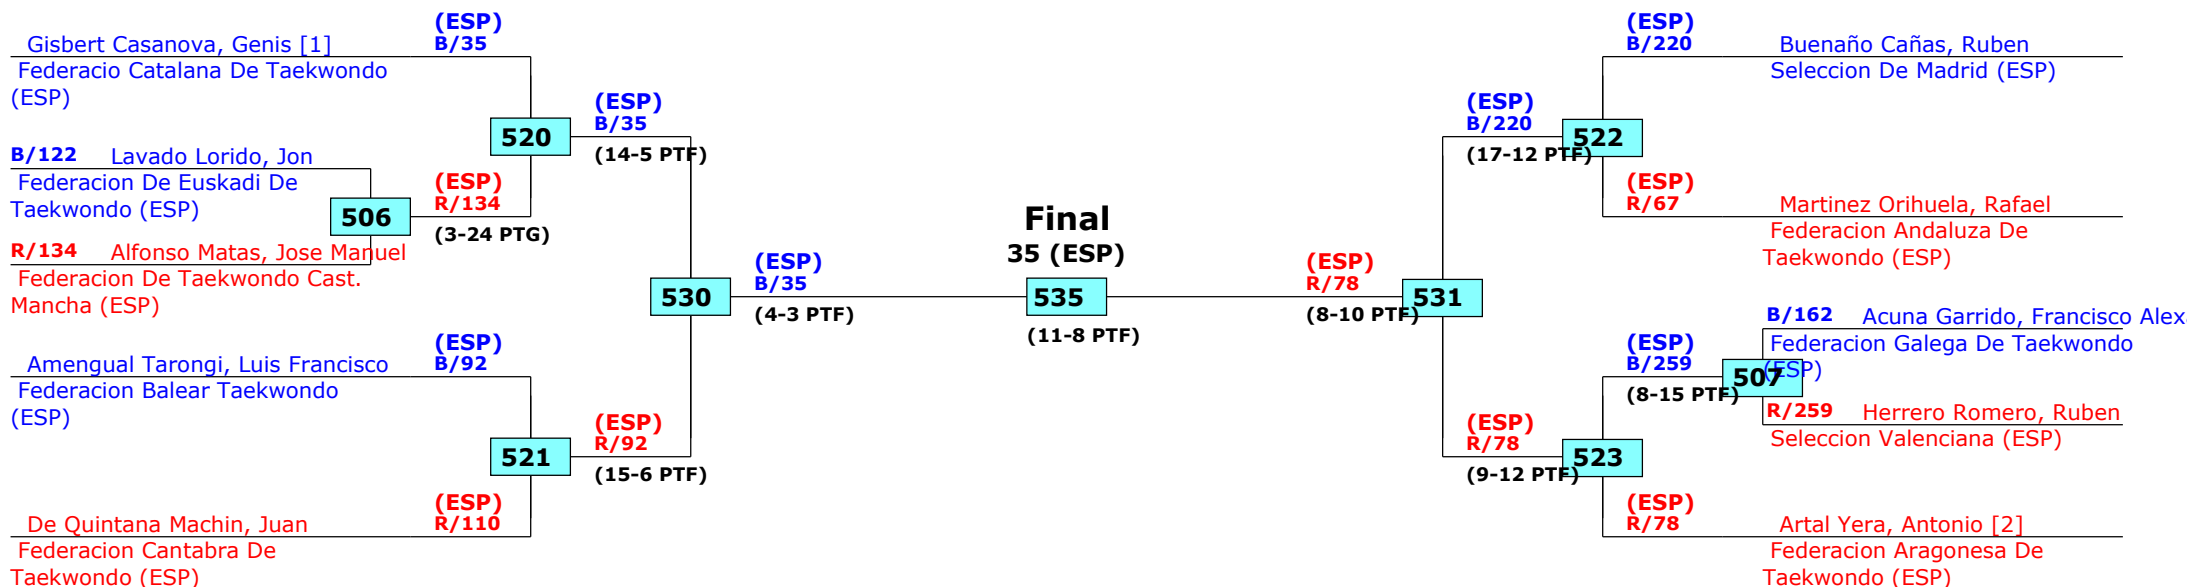 (ESP)
B/35
Gisbert Casanova, Genis [1]
Federacio Catalana De Taekwondo
(ESP)
520
(ESP)
B/35
(14-5 PTF)
B/122 Lavado Lorido, Jon
Federacion De Euskadi De
Taekwondo (ESP)
506
(ESP)
R/134
(3-24 PTG)
R/134 Alfonso Matas, Jose Manuel
Federacion De Taekwondo Cast.
Mancha (ESP)
530
(ESP)
B/35
(4-3 PTF)
(ESP)
B/92
Amengual Tarongi, Luis Francisco
Federacion Balear Taekwondo
(ESP)
521
(ESP)
R/92
(15-6 PTF)
(ESP)
R/110
De Quintana Machin, Juan
Federacion Cantabra De
Taekwondo (ESP)
Final
35 (ESP)
535
(11-8 PTF)
(ESP)
B/220
Buenaño Cañas, Ruben
Seleccion De Madrid (ESP)
(ESP)
B/220
522
(17-12 PTF)
(ESP)
R/67
Martinez Orihuela, Rafael
Federacion Andaluza De
Taekwondo (ESP)
(ESP)
R/78
531
(8-10 PTF)
B/162 Acuna Garrido, Francisco Alex
Federacion Galega De Taekwondo
(ESP)
(ESP)
B/259
507
(8-15 PTF)
R/259 Herrero Romero, Ruben
Seleccion Valenciana (ESP)
(ESP)
R/78
523
(9-12 PTF)
(ESP)
R/78
Artal Yera, Antonio [2]
Federacion Aragonesa De
Taekwondo (ESP)